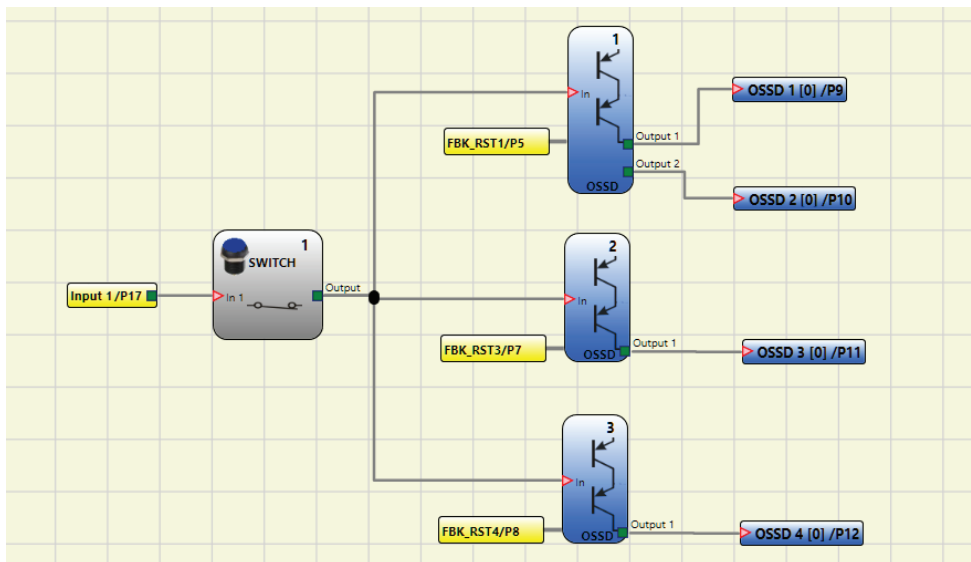 1
In
FBK_RST1/P5
Output 1
Output 2
OSSD
OSSD 1 [0] /P9
OSSD 2 [0] /P10
1
SWITCH
Input 1/P17
In 1
Output
2
In
FBK_RST3/P7
Output 1
OSSD
OSSD 3 [0] /P11
3
In
FBK_RST4/P8
Output 1
OSSD
OSSD 4 [0] /P12